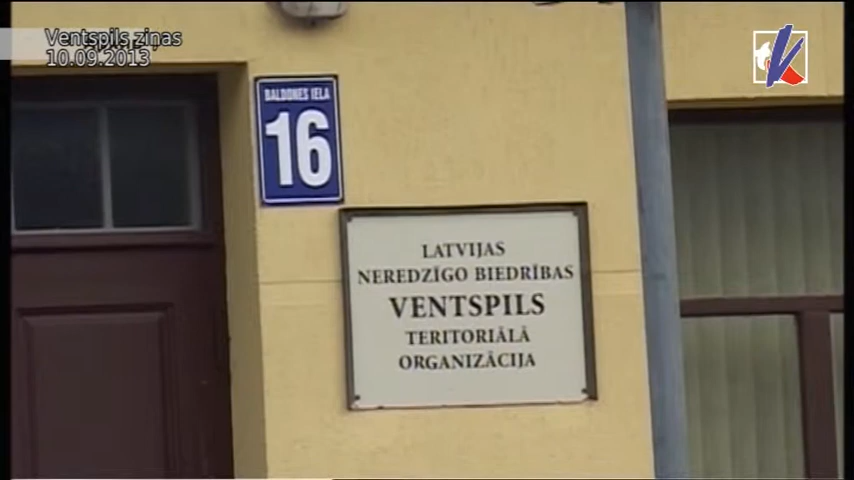 Ventspils ziņas
10.09.2013
BALDONES IELA
16
LATVIJAS
NEREDZĪGO BIEDRĪBAS
VENTSPILS
TERITORIĀLĀ
ORGANIZĀCIJA